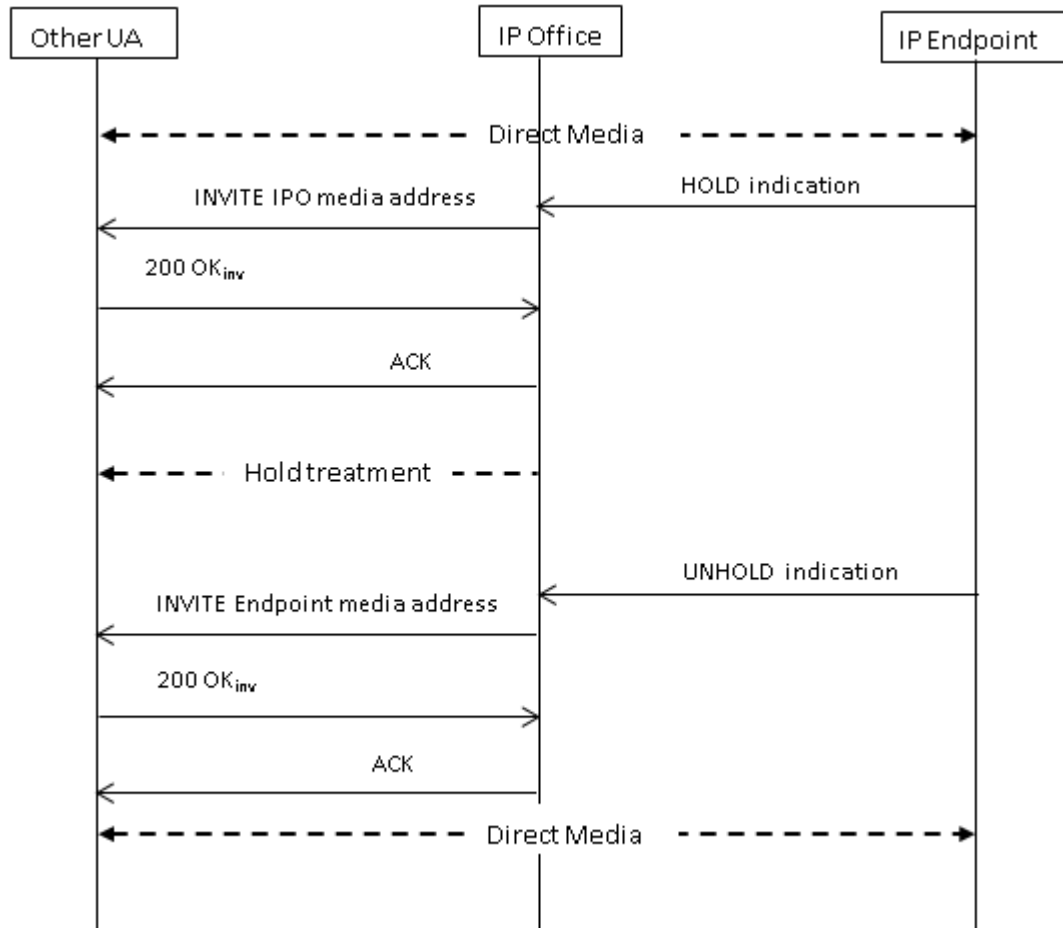 Other UA
IP Office
IP Endpoint
Direct Media
HOLD indication
INVITE IPO media address
200 OKinv
ACK
Hold treatment
UNHOLD indication
INVITE Endpoint media address
200 OKinv
ACK
Direct Media